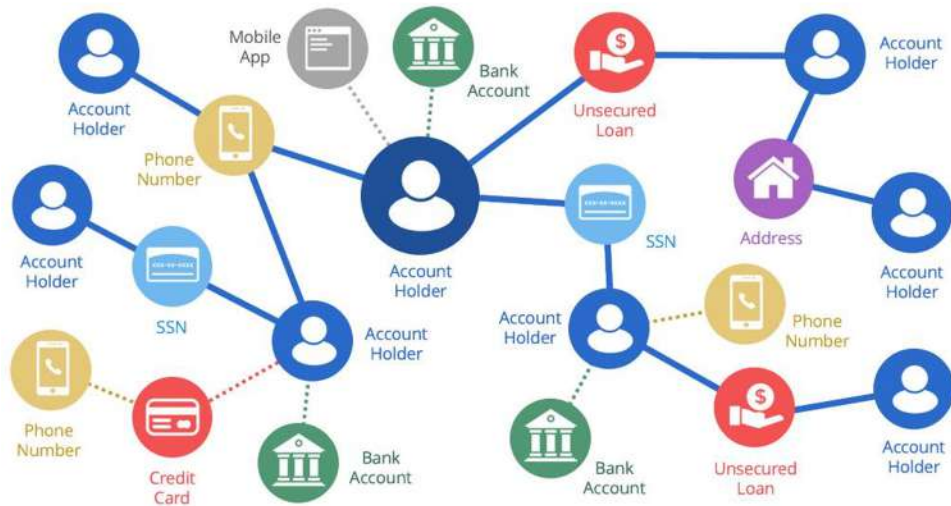 Mobile
App
Bank
Account
Unsecured
Loan
Account
Holder
Account
Holder
Phone
Number
Account
Holder
SSN
Account
Holder
SSN
Address
Account
Holder
Account
Holder
Account
Holder
Phone
Number
Phone
Number
Credit
Card
Bank
Account
Bank
Account
Unsecured
Loan
Account
Holder